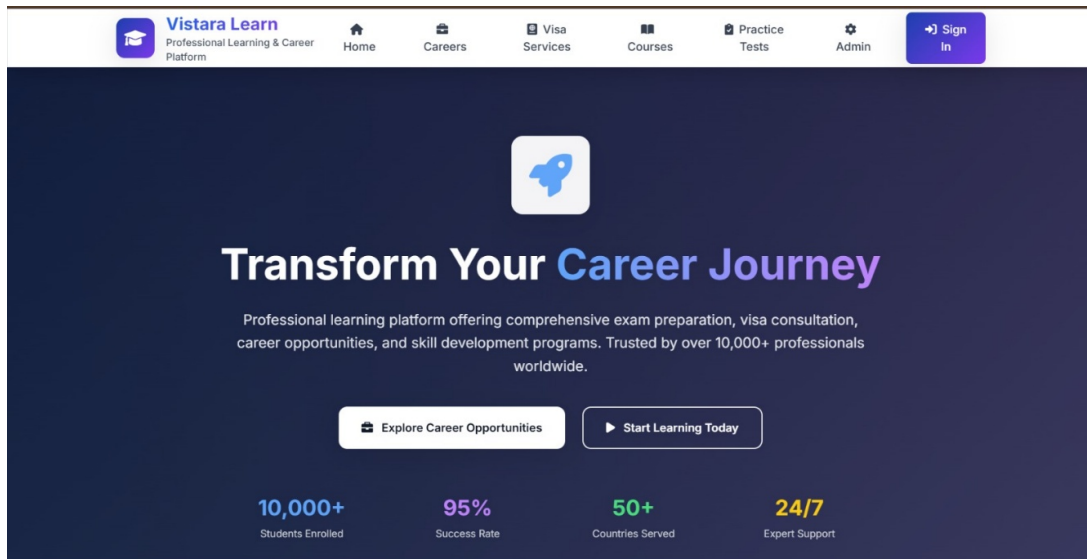 Vistara Learn
Professional Learning & Career
Platform
Home
Careers
Visa
Services
Courses
Practice
Tests
Admin
Sign
In
Transform Your Career Journey
Professional learning platform offering comprehensive exam preparation, visa consultation,
career opportunities, and skill development programs. Trusted by over 10,000+ professionals
worldwide.
Explore Career Opportunities
Start Learning Today
10,000+
Students Enrolled
95%
Success Rate
50+
Countries Served
24/7
Expert Support